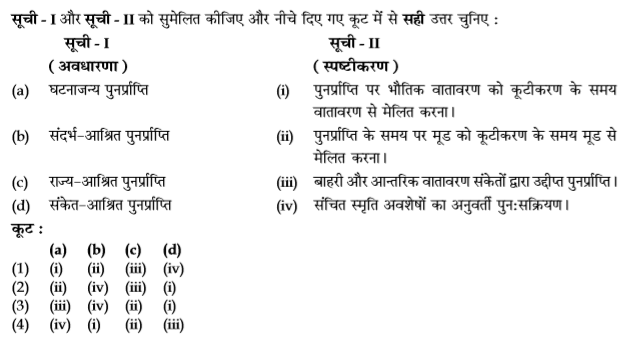 सूची - I और सूची - II को सुमेलित कीजिए और नीचे दिए गए कूट में से सही उत्तर चुनिए :
सूची - I सूची - II
( अवधारणा ) ( स्पष्टीकरण )
(a) घटनाजन्य पुनर्प्राप्ति (i) पुनर्प्राप्ति पर भौतिक वातावरण को कूटीकरण के समय
वातावरण से मेलित करना।
(b) संदर्भ-आश्रित पुनर्प्राप्ति (ii) पुनर्प्राप्ति के समय पर मूड को कूटीकरण के समय मूड से
मेलित करना।
(c) राज्य-आश्रित पुनर्प्राप्ति (iii) बाहरी और आन्तरिक वातावरण संकेतों द्वारा उद्दीप्त पुनर्प्राप्ति।
(d) संकेत-आश्रित पुनर्प्राप्ति (iv) संचित स्मृति अवशेषों का अनुवर्ती पुन:सक्रियण।
कूट :
(a) (b) (c) (d)
(1) (i) (ii) (iii) (iv)
(2) (ii) (iv) (iii) (i)
(3) (iii) (iv) (ii) (i)
(4) (iv) (i) (ii) (iii)